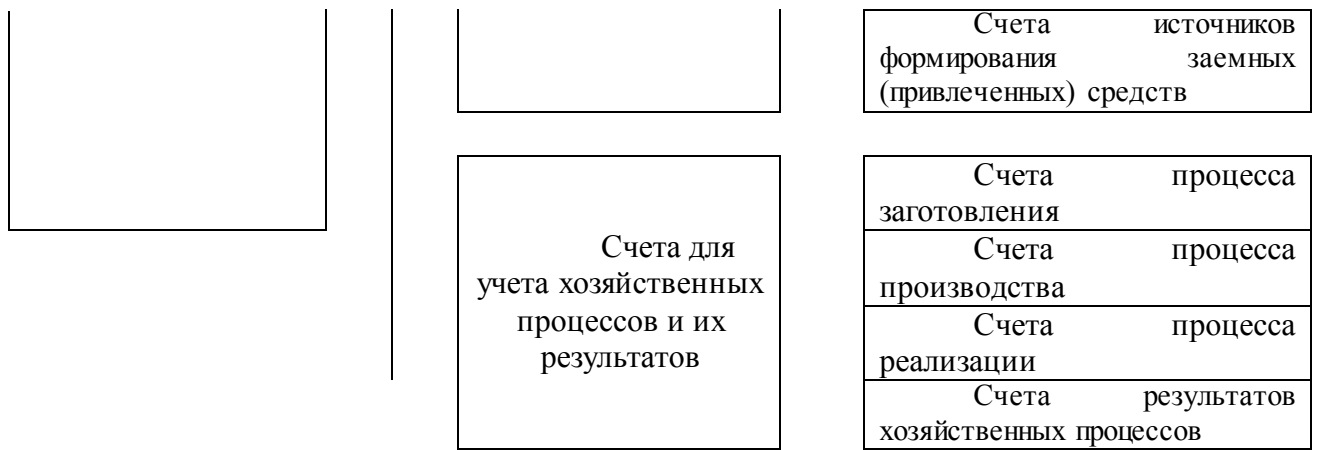 Счета источников
формирования заемных
(привлеченных) средств
Счета для
учета хозяйственных
процессов и их
результатов
Счета процесса
заготовления
Счета процесса
производства
Счета процесса
реализации
Счета результатов
хозяйственных процессов